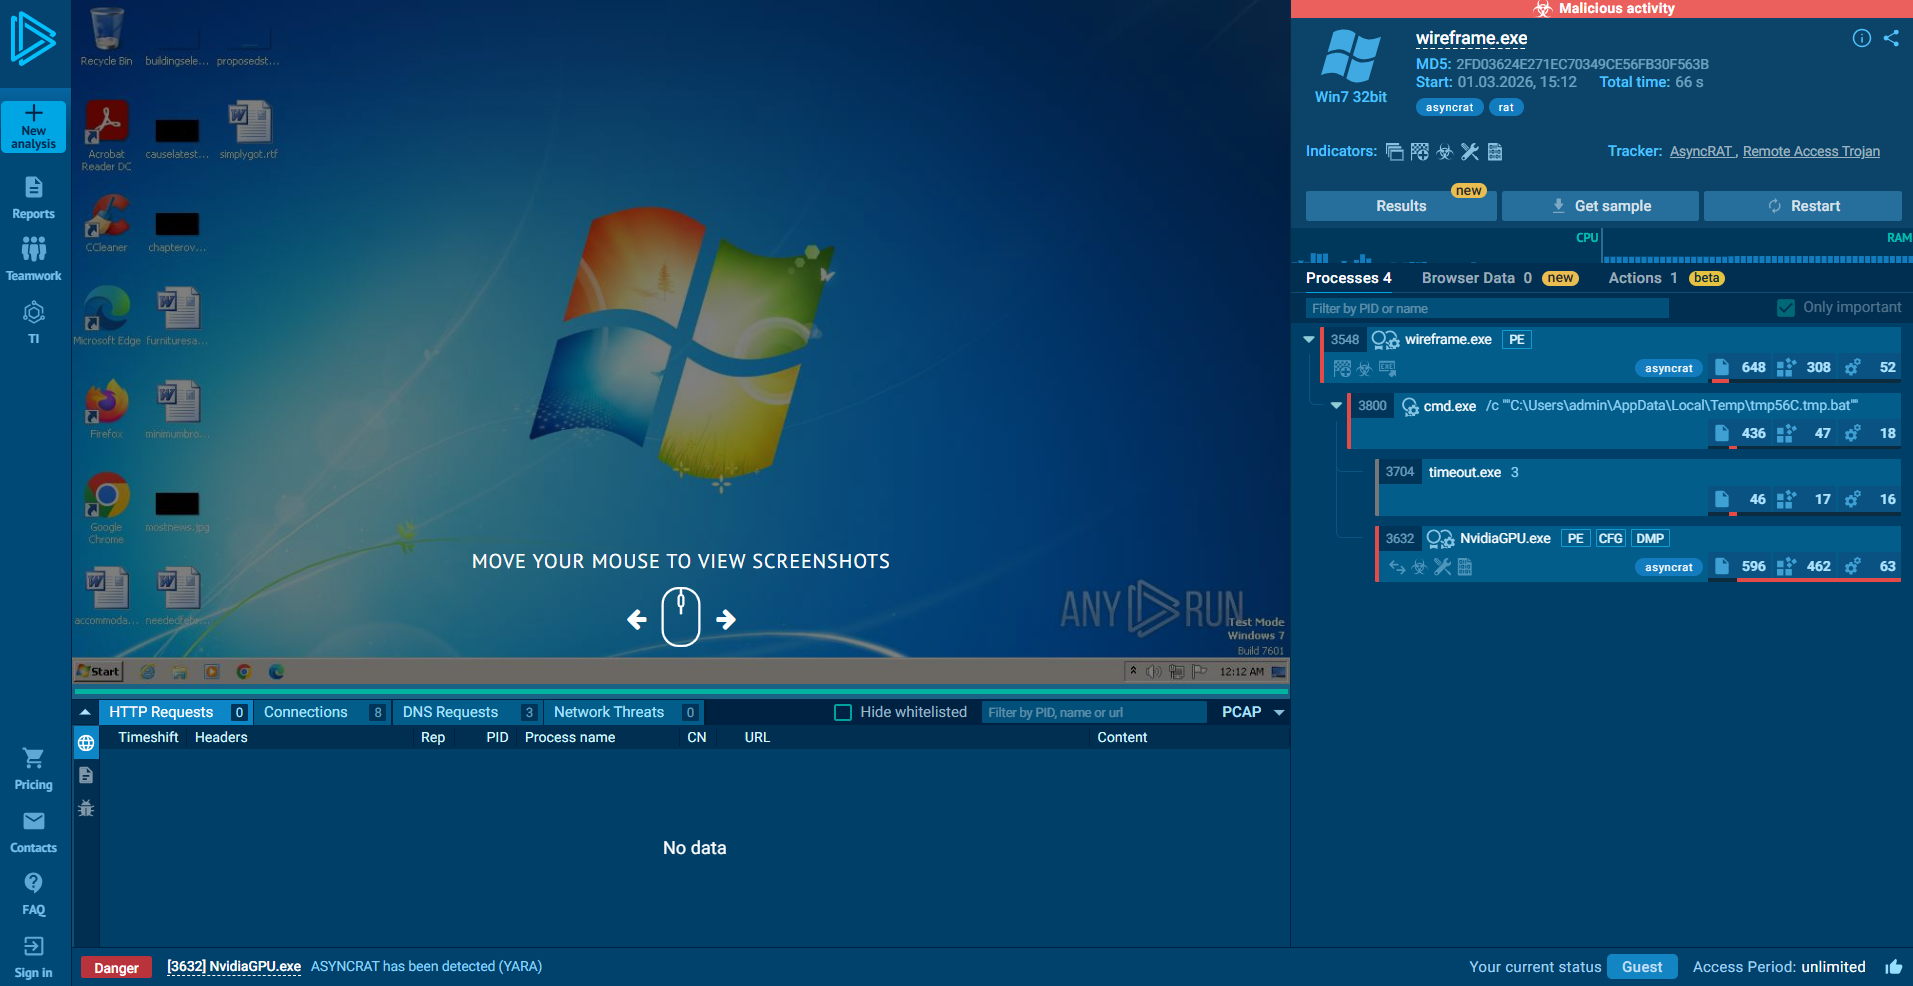 New
analysis
Reports
Teamwork
TI
Pricing
Contacts
FAQ
Sign in
Recycle Bin
buildingsele...
proposedst...
Acrobat
Reader DC
causelatest...
simplygot.rtf
CCleaner
chapterov...
Microsoft Edge
furnituresa...
Firefox
minimumbro...
Google
Chrome
mostnews.jpg
accommoda...
neededfebr...
MOVE YOUR MOUSE TO VIEW SCREENSHOTS
ANY RUN
Test Mode
Windows 7
Build 7601
Start
12:12 AM
HTTP Requests 0
Connections 8
DNS Requests 3
Network Threats 0
Hide whitelisted
Filter by PID, name or url
PCAP
Timeshift Headers Rep PID Process name CN URL Content
No data
Malicious activity
Win7 32bit
wireframe.exe
MD5: 2FD03624E271EC70349CE56FB30F563B
Start: 01.03.2026, 15:12 Total time: 66 s
asyncrat rat
Indicators:
Tracker: AsyncRAT , Remote Access Trojan
new
Results
Get sample
Restart
CPU
RAM
Processes 4
Browser Data 0 new
Actions 1 beta
Filter by PID or name
Only important
3548 wireframe.exe PE
asyncrat 648 308 52
3800 cmd.exe /c ""C:\Users\admin\AppData\Local\Temp\tmp56C.tmp.bat""
436 47 18
3704 timeout.exe 3
46 17 16
3632 NvidiaGPU.exe PE CFG DMP
asyncrat 596 462 63
Danger [3632] NvidiaGPU.exe ASYNCRAT has been detected (YARA)
Your current status Guest Access Period: unlimited